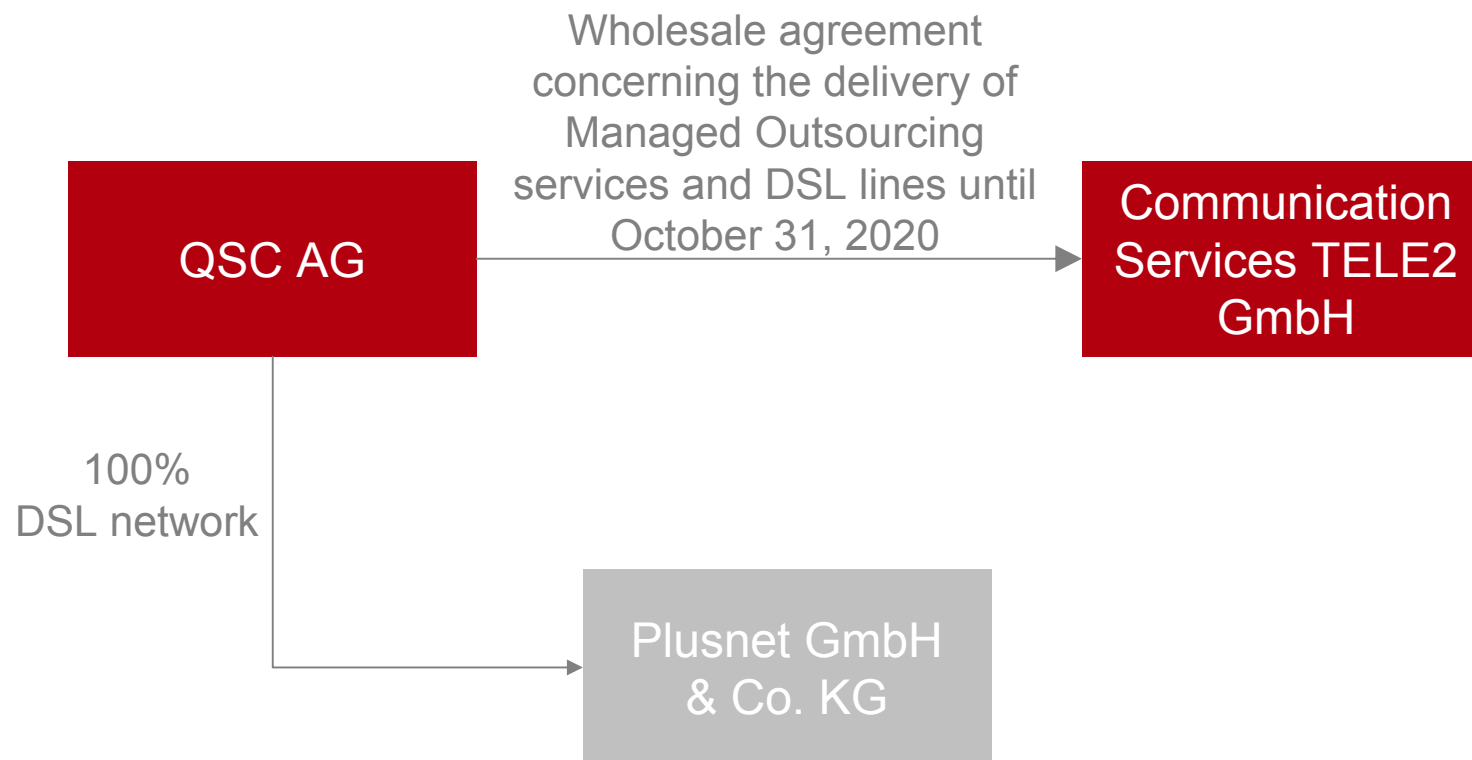 Wholesale agreement
concerning the delivery of
Managed Outsourcing
services and DSL lines until
October 31, 2020
QSC AG
Communication
Services TELE2
GmbH
100%
DSL network
Plusnet GmbH
& Co. KG